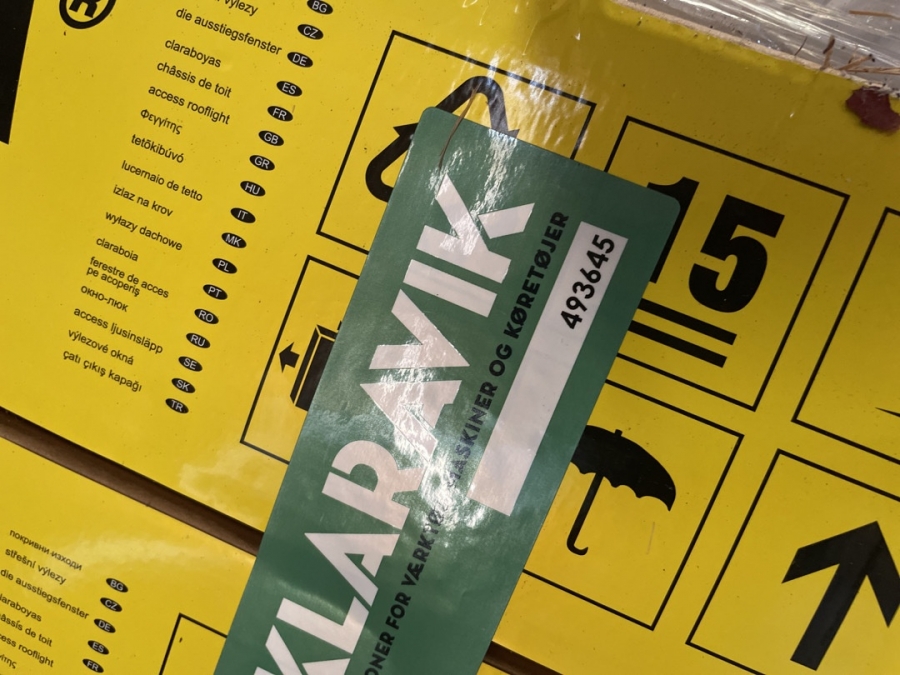 ®
výlezy BG
die ausstiegsfenster CZ
claraboyas DE
châssis de toit ES
access rooflight FR
Φεγγίτης GB
tetőkibúvó GR
lucernaio de tetto HU
izlaz na krov IT
wyłazy dachowe MK
claraboia PL
ferestre de acces
pe acoperiş PT
окно-люк RO
access ljusinsläpp RU
výlezové okná SE
çatı çıkış kapağı SK
TR
15
KLARAVIK
FOR MASKINER OG KØRETØJER
493645
покривни изходи BG
střešní výlezy CZ
die ausstiegsfenster DE
ES
FR